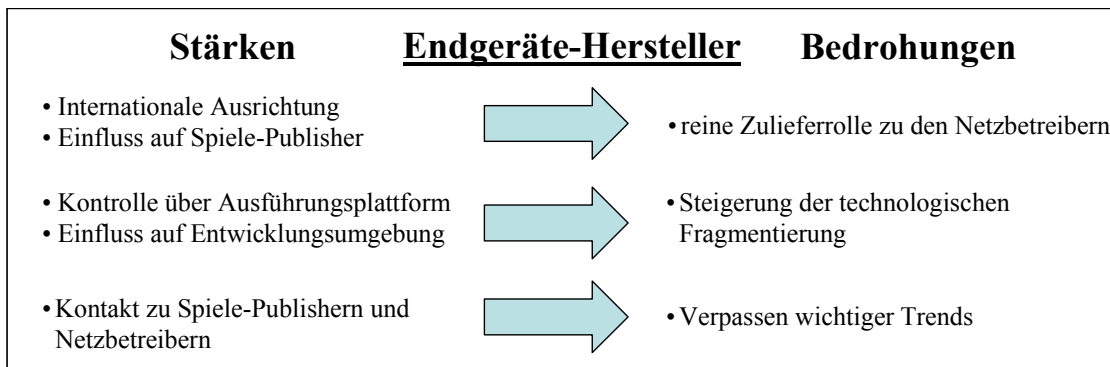 Stärken Endgeräte-Hersteller Bedrohungen
• Internationale Ausrichtung
• Einfluss auf Spiele-Publisher
• reine Zulieferrolle zu den Netzbetreibern
• Kontrolle über Ausführungsplattform
• Einfluss auf Entwicklungsumgebung
• Steigerung der technologischen
Fragmentierung
• Kontakt zu Spiele-Publishern und
Netzbetreibern
• Verpassen wichtiger Trends